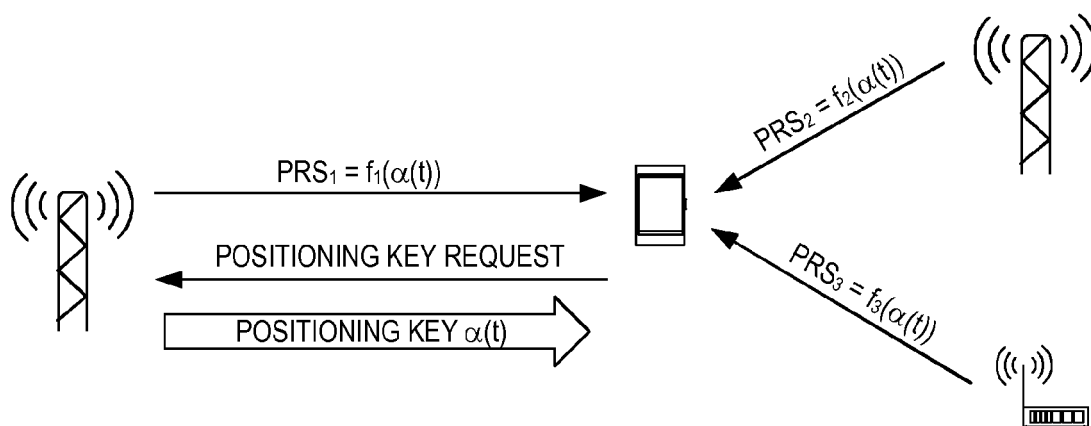 PRS₁ = f₁(α(t))
POSITIONING KEY REQUEST
POSITIONING KEY α(t)
PRS₂ = f₂(α(t))
PRS₃ = f₃(α(t))